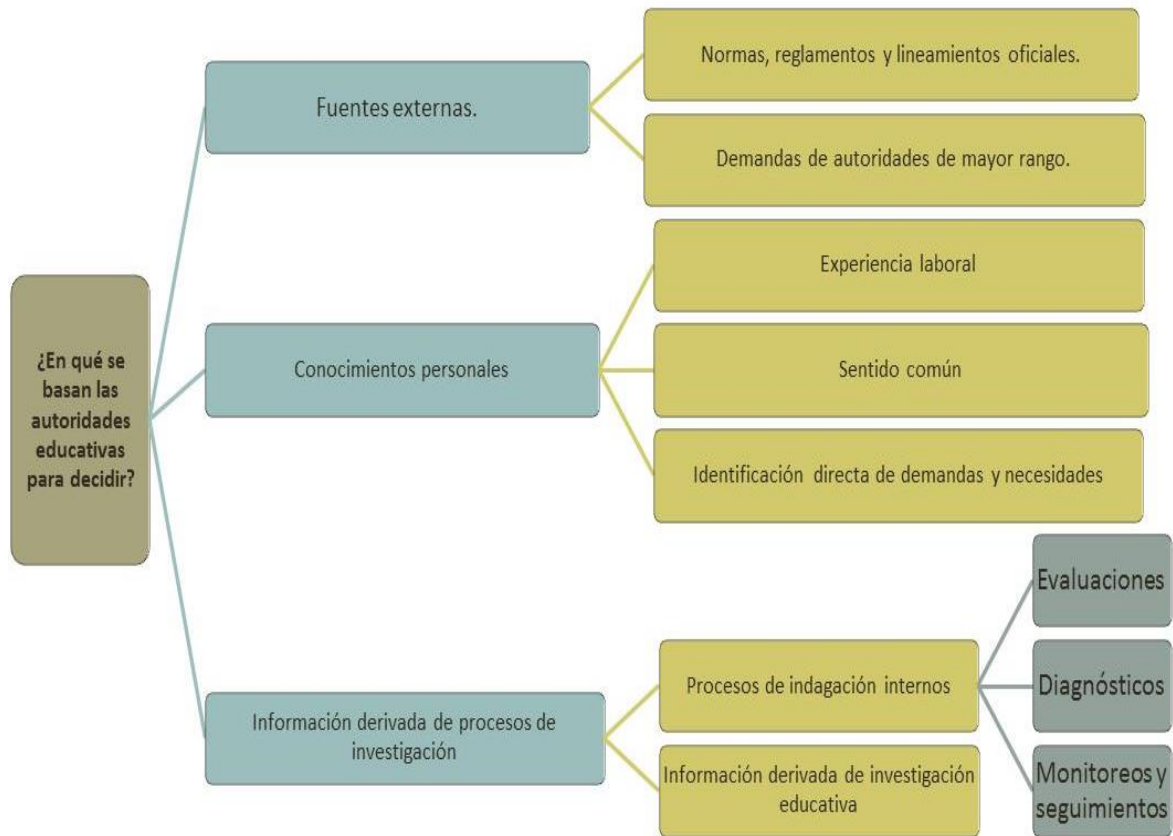 ¿En qué se
basan las
autoridades
educativas
para decidir?
Fuentes externas.
Normas, reglamentos y lineamientos oficiales.
Demandas de autoridades de mayor rango.
Conocimientos personales
Experiencia laboral
Sentido común
Identificación directa de demandas y necesidades
Información derivada de procesos de
investigación
Procesos de indagación internos
Evaluaciones
Diagnósticos
Monitoreos y
seguimientos
Información derivada de investigación
educativa